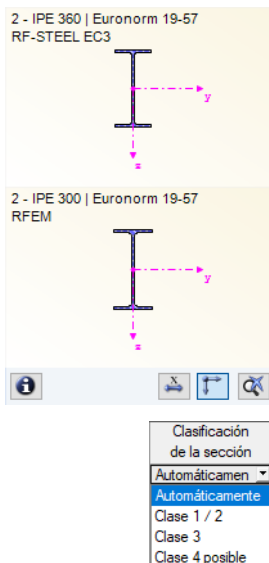 2 - IPE 360 | Euronorm 19-57
RF-STEEL EC3
y
z
2 - IPE 300 | Euronorm 19-57
RFEM
y
z
x
Clasificación
de la sección
Automáticamen
Automáticamente
Clase 1 / 2
Clase 3
Clase 4 posible